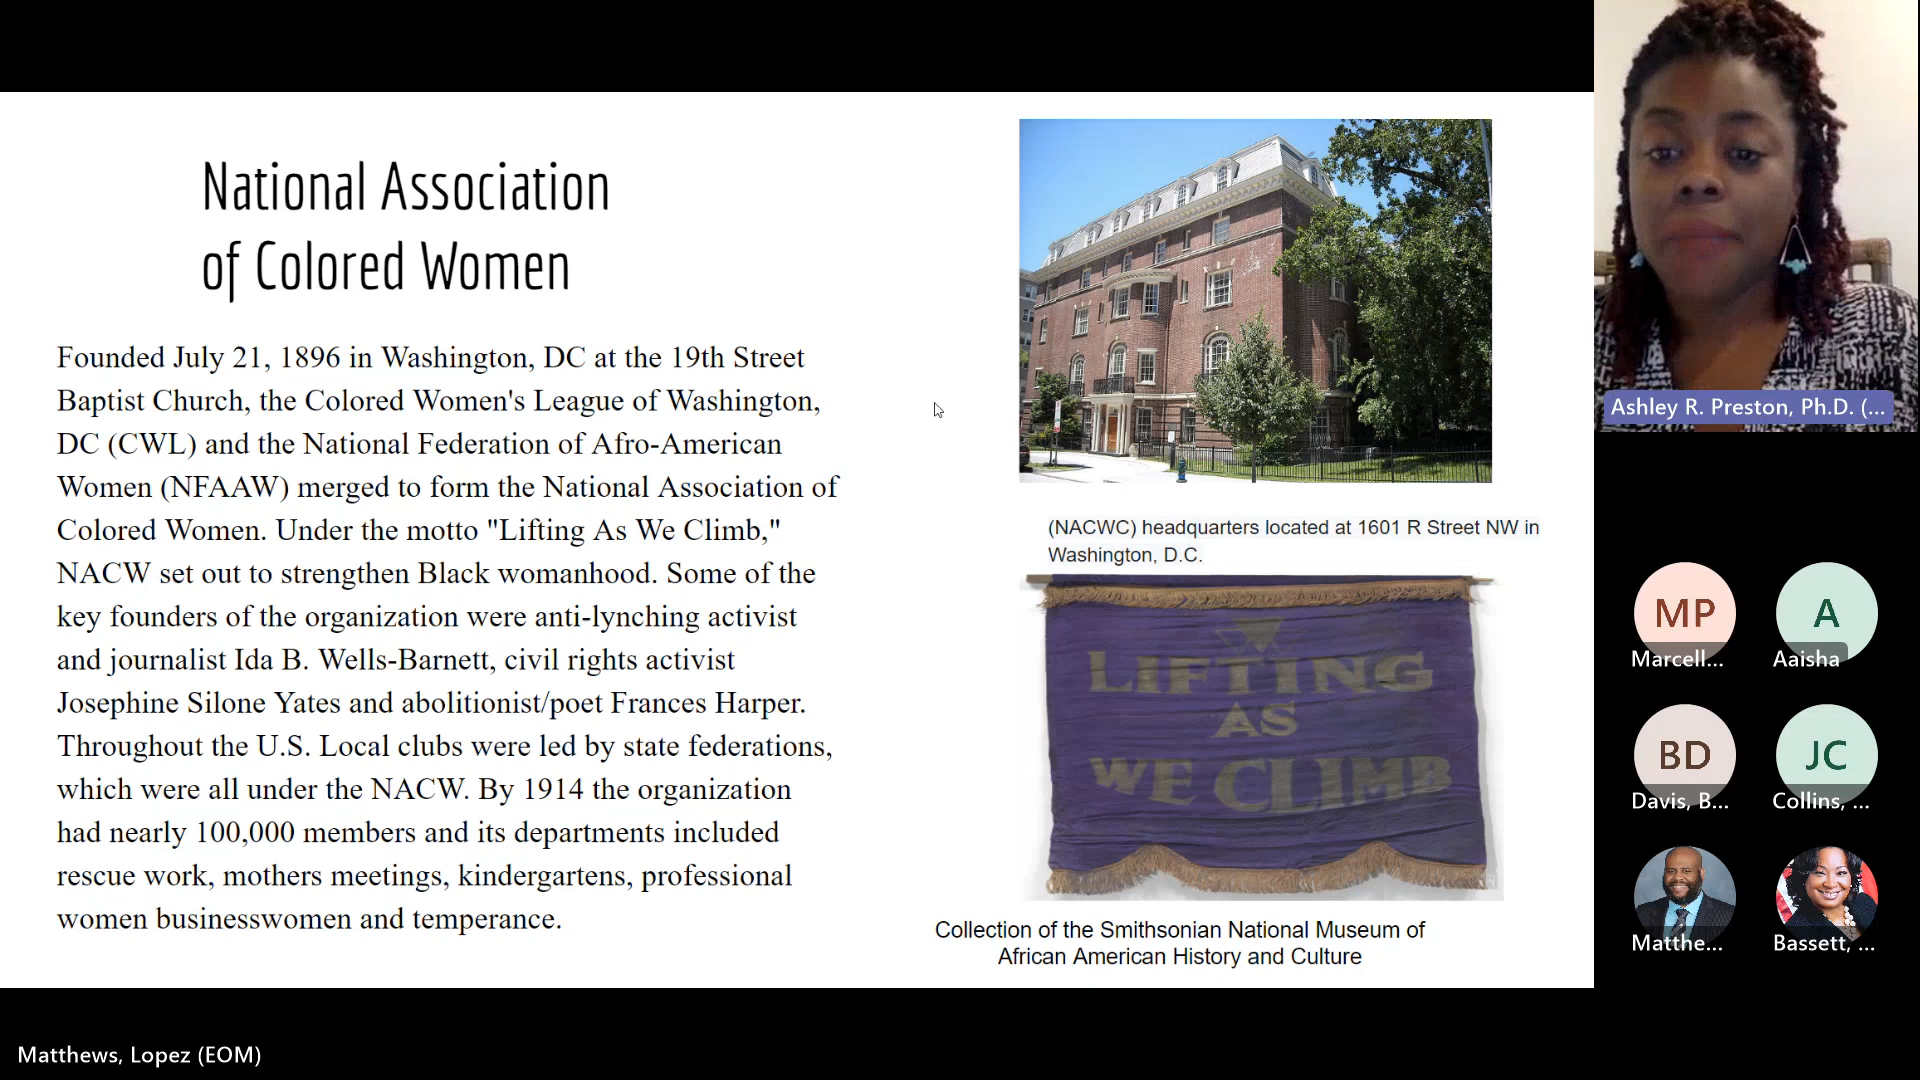 National Association
of Colored Women
Founded July 21, 1896 in Washington, DC at the 19th Street
Baptist Church, the Colored Women's League of Washington,
DC (CWL) and the National Federation of Afro-American
Women (NFAAW) merged to form the National Association of
Colored Women. Under the motto "Lifting As We Climb,"
NACW set out to strengthen Black womanhood. Some of the
key founders of the organization were anti-lynching activist
and journalist Ida B. Wells-Barnett, civil rights activist
Josephine Silone Yates and abolitionist/poet Frances Harper.
Throughout the U.S. Local clubs were led by state federations,
which were all under the NACW. By 1914 the organization
had nearly 100,000 members and its departments included
rescue work, mothers meetings, kindergartens, professional
women businesswomen and temperance.
(NACWC) headquarters located at 1601 R Street NW in
Washington, D.C.
LIFTING
AS
WE CLIMB
Collection of the Smithsonian National Museum of
African American History and Culture
Ashley R. Preston, Ph.D. (...
MP
Marcell...
A
Aaisha
BD
Davis, B...
JC
Collins, ...
Matthe...
Bassett, ...
Matthews, Lopez (EOM)